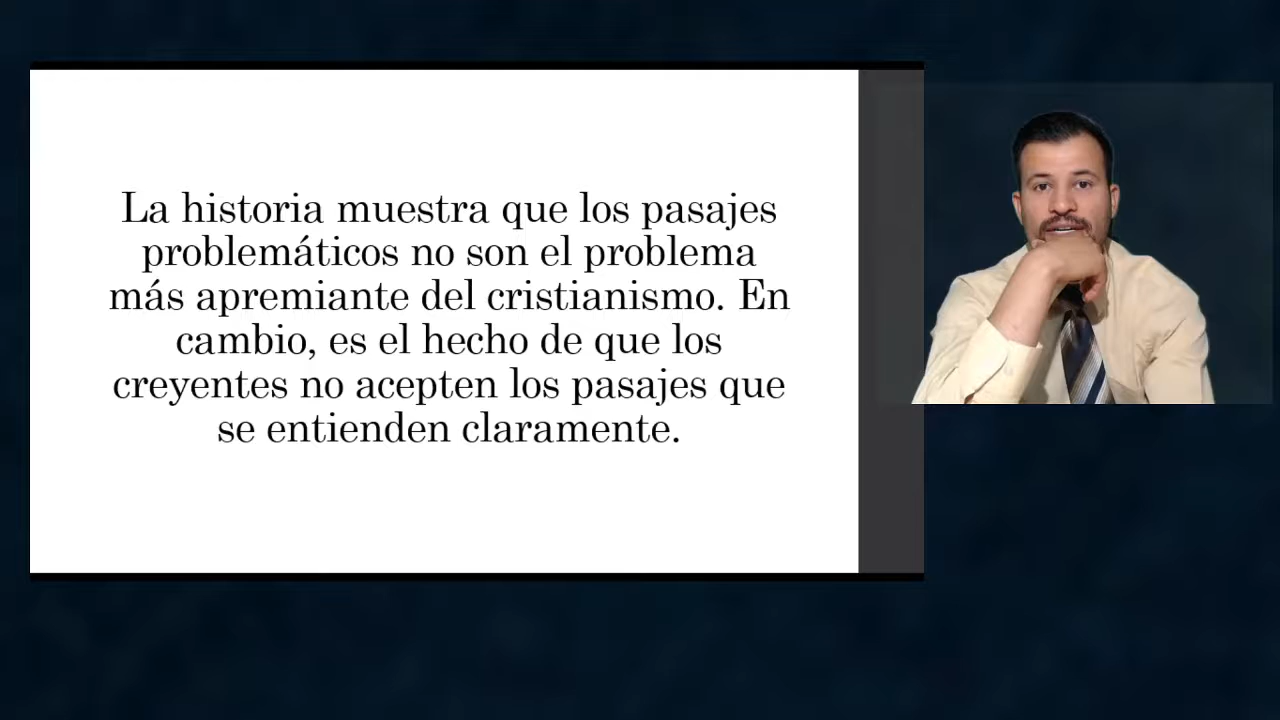 La historia muestra que los pasajes
problemáticos no son el problema
más apremiante del cristianismo. En
cambio, es el hecho de que los
creyentes no acepten los pasajes que
se entienden claramente.